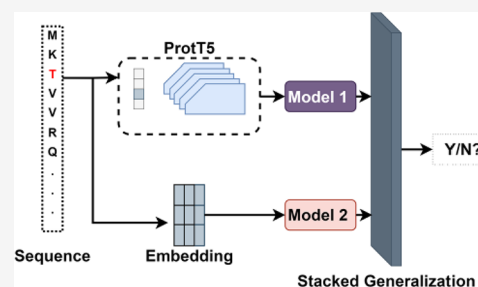 M
K
T
V
V
R
Q
.
.
.
Sequence
ProtT5
Model 1
Embedding
Model 2
Y/N?
Stacked Generalization